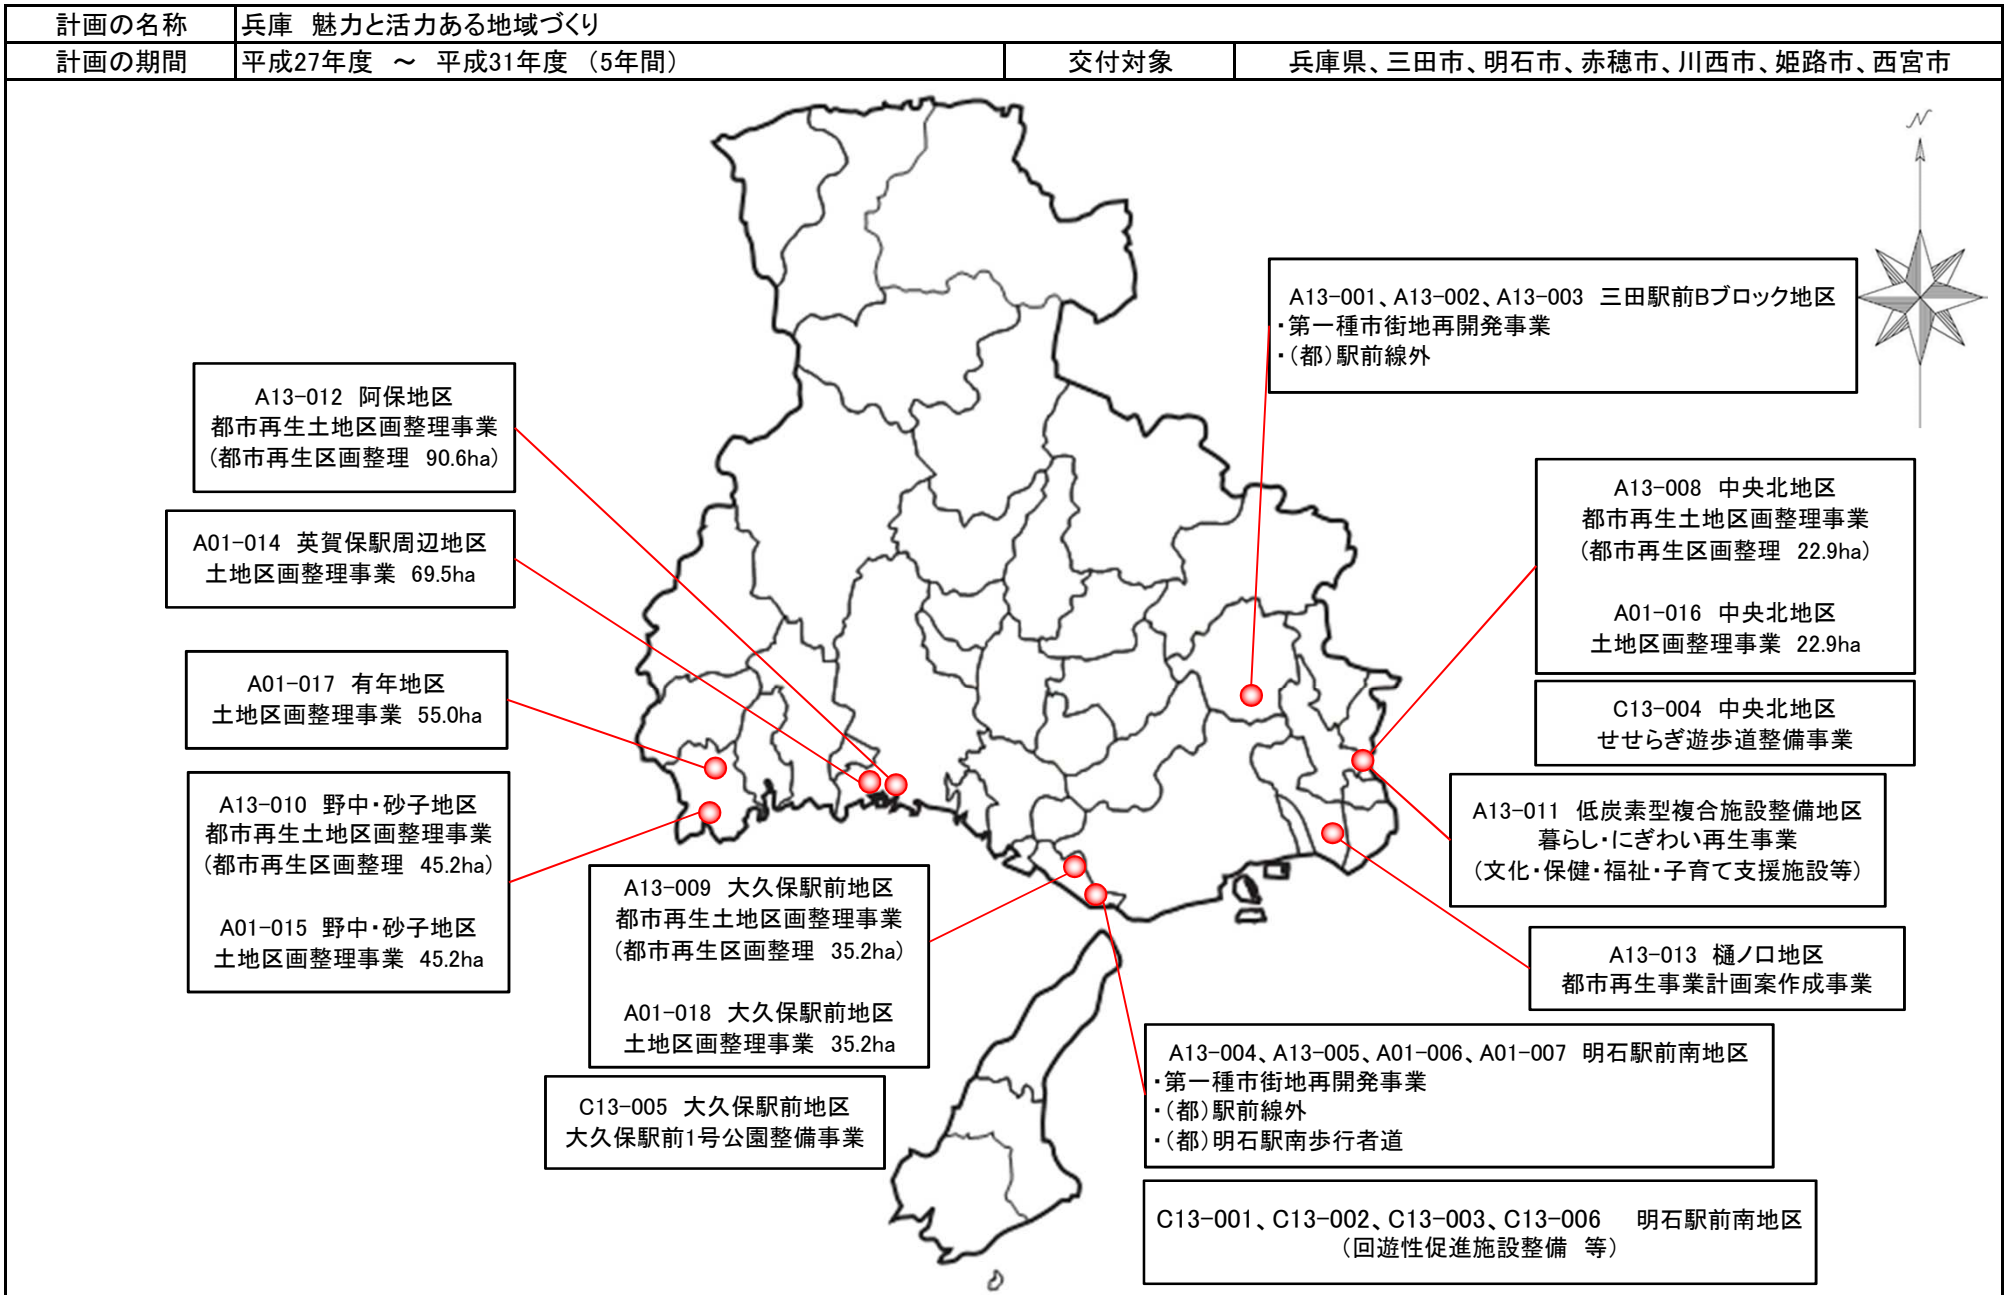 計画の名称 兵庫 魅力と活力ある地域づくり
計画の期間 平成27年度 ～ 平成31年度 （5年間） 交付対象 兵庫県、三田市、明石市、赤穂市、川西市、姫路市、西宮市
N
A13-001、A13-002、A13-003 三田駅前Bブロック地区
・第一種市街地再開発事業
・（都）駅前線外
A13-012 阿保地区
都市再生土地区画整理事業
（都市再生区画整理 90.6ha）
A01-014 英賀保駅周辺地区
土地区画整理事業 69.5ha
A01-017 有年地区
土地区画整理事業 55.0ha
A13-010 野中・砂子地区
都市再生土地区画整理事業
（都市再生区画整理 45.2ha）
A01-015 野中・砂子地区
土地区画整理事業 45.2ha
A13-008 中央北地区
都市再生土地区画整理事業
（都市再生区画整理 22.9ha）
A01-016 中央北地区
土地区画整理事業 22.9ha
C13-004 中央北地区
せせらぎ遊歩道整備事業
A13-011 低炭素型複合施設整備地区
暮らし・にぎわい再生事業
（文化・保健・福祉・子育て支援施設等）
A13-013 樋ノ口地区
都市再生事業計画案作成事業
A13-009 大久保駅前地区
都市再生土地区画整理事業
（都市再生区画整理 35.2ha）
A01-018 大久保駅前地区
土地区画整理事業 35.2ha
C13-005 大久保駅前地区
大久保駅前1号公園整備事業
A13-004、A13-005、A01-006、A01-007 明石駅前南地区
・第一種市街地再開発事業
・（都）駅前線外
・（都）明石駅南歩行者道
C13-001、C13-002、C13-003、C13-006 明石駅前南地区
（回遊性促進施設整備 等）